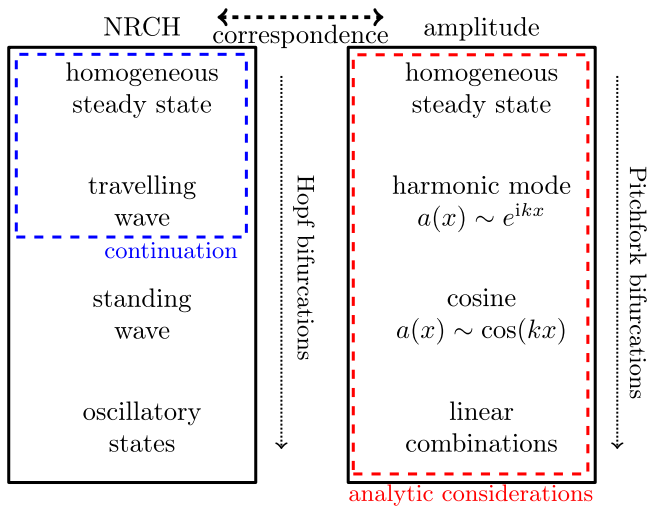 NRCH
correspondence
amplitude
homogeneous
steady state
travelling
wave
continuation
standing
wave
oscillatory
states
Hopf bifurcations
homogeneous
steady state
harmonic mode
a(x) ∼ e^{ikx}
cosine
a(x) ∼ cos(kx)
linear
combinations
analytic considerations
Pitchfork bifurcations